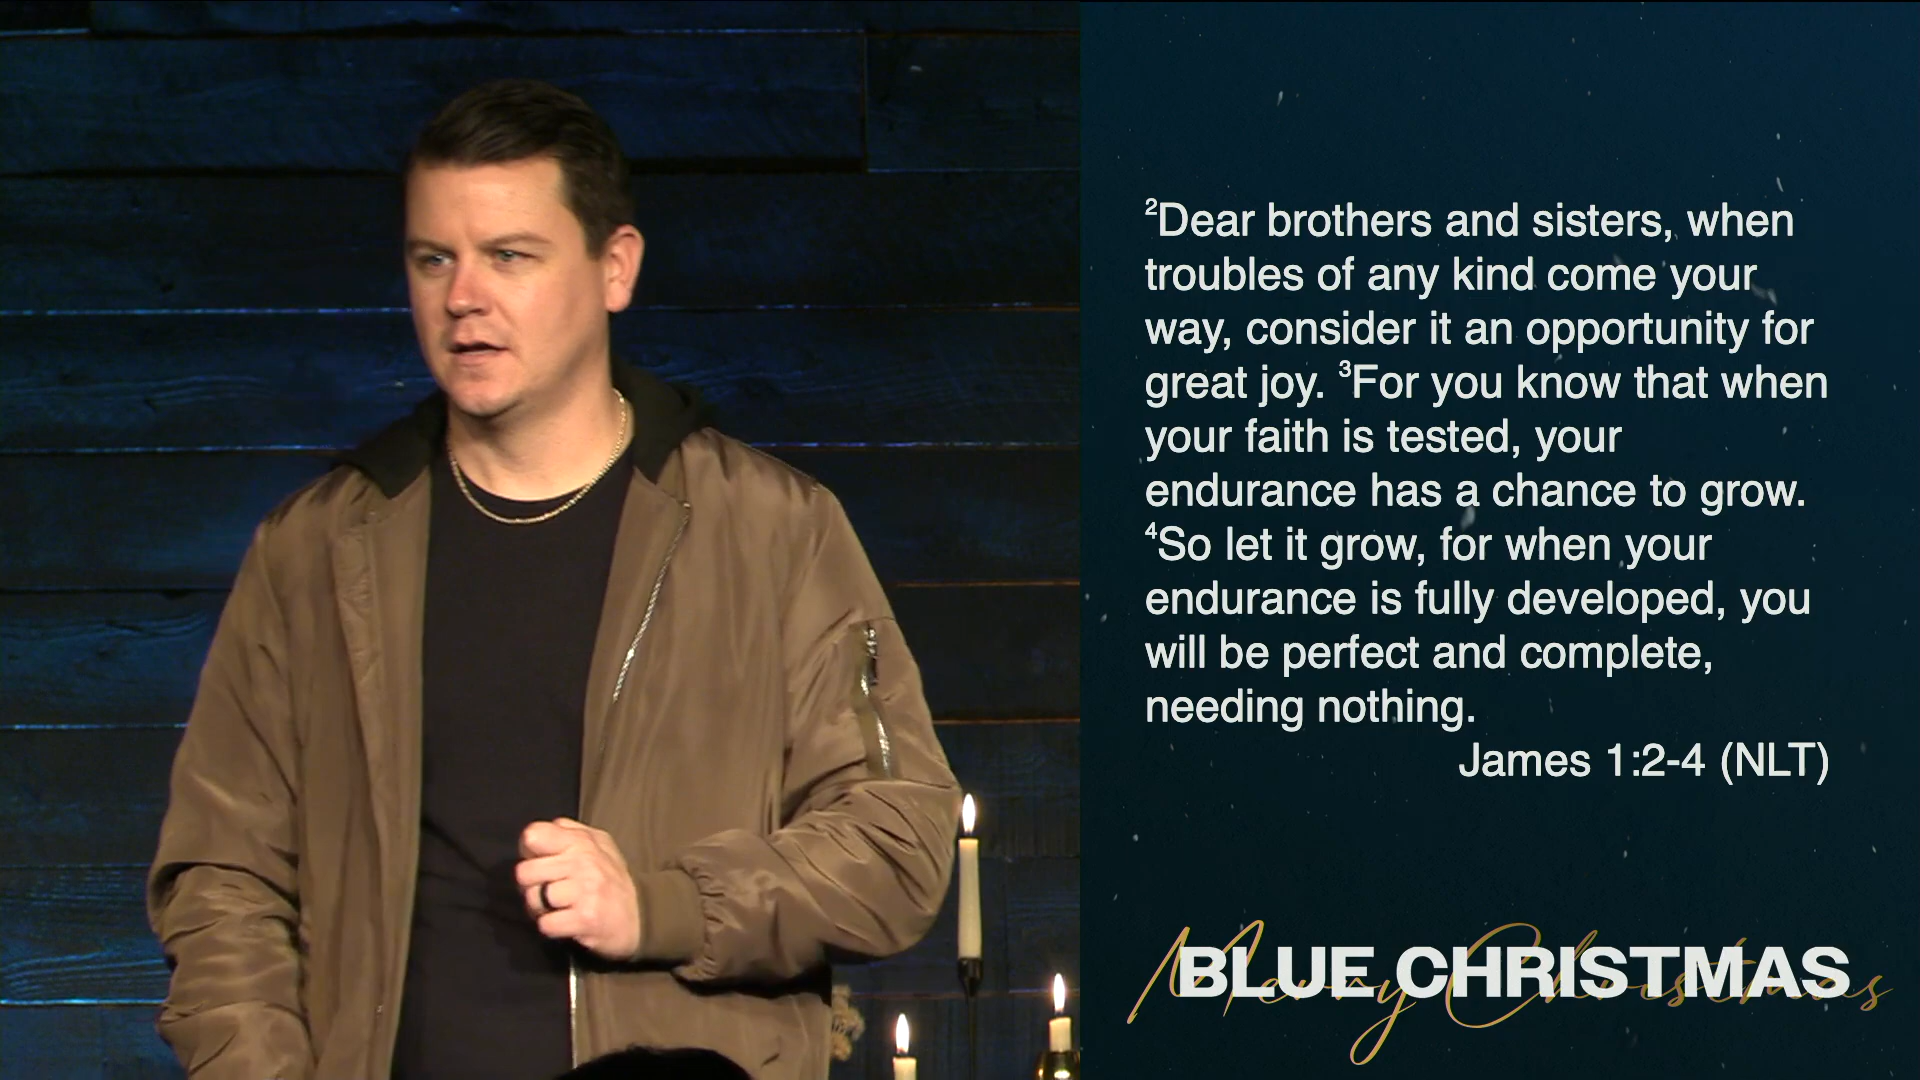 ²Dear brothers and sisters, when
troubles of any kind come your
way, consider it an opportunity for
great joy. ³For you know that when
your faith is tested, your
endurance has a chance to grow.
⁴So let it grow, for when your
endurance is fully developed, you
will be perfect and complete,
needing nothing.
James 1:2-4 (NLT)
Merry Christmas
BLUE CHRISTMAS